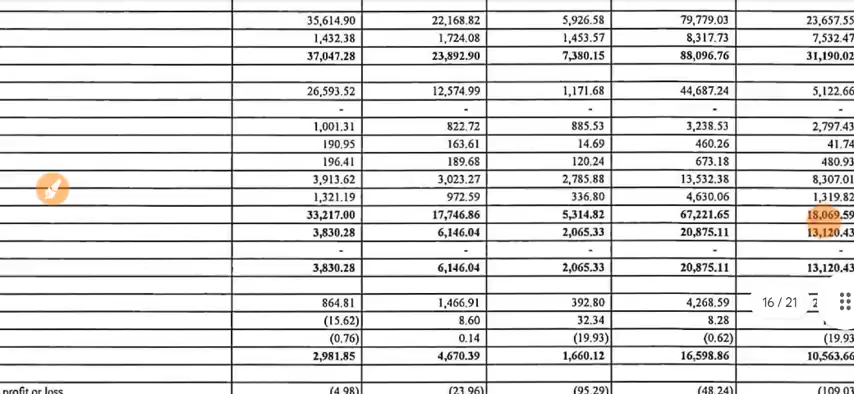 35,614.90 22,168.82 5,926.58 79,779.03 23,657.55
1,432.38 1,724.08 1,453.57 8,317.73 7,532.47
37,047.28 23,892.90 7,380.15 88,096.76 31,190.02
26,593.52 12,574.99 1,171.68 44,687.24 5,122.66
- - - - -
1,001.31 822.72 885.53 3,238.53 2,797.43
190.95 163.61 14.69 460.26 41.74
196.41 189.68 120.24 673.18 480.93
3,913.62 3,023.27 2,785.88 13,532.38 8,307.01
1,321.19 972.59 336.80 4,630.06 1,319.82
33,217.00 17,746.86 5,314.82 67,221.65 18,069.59
3,830.28 6,146.04 2,065.33 20,875.11 13,120.43
- - - - -
3,830.28 6,146.04 2,065.33 20,875.11 13,120.43
864.81 1,466.91 392.80 4,268.59 16 / 21
(15.62) 8.60 32.34 8.28
(0.76) 0.14 (19.93) (0.62) (19.93
2,981.85 4,670.39 1,660.12 16,598.86 10,563.66
profit or loss (4.98) (23.96) (95.29) (48.24) (109.03